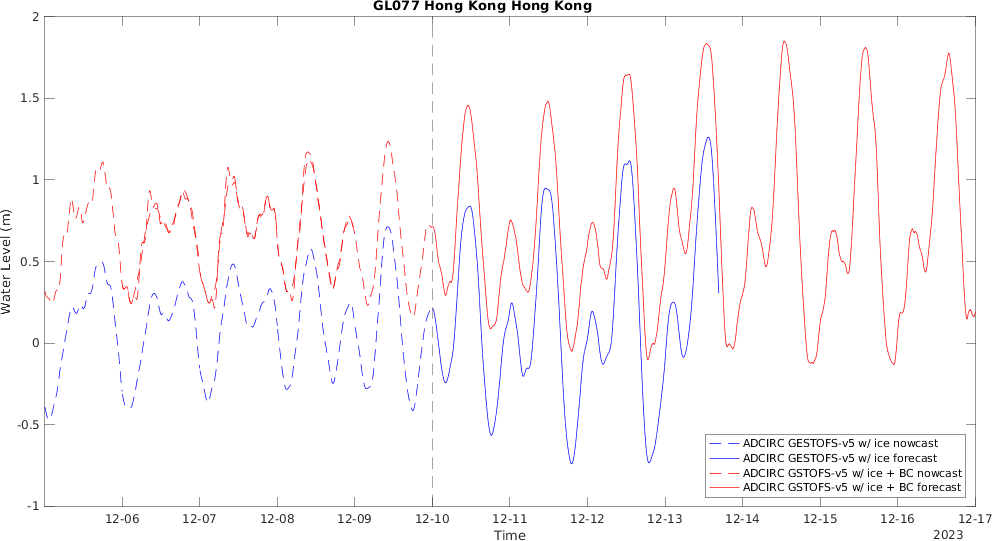 GL077 Hong Kong Hong Kong
Water Level (m)
2
1.5
1
0.5
0
-0.5
-1
ADCIRC GESTOFS-v5 w/ ice nowcast
ADCIRC GESTOFS-v5 w/ ice forecast
ADCIRC GSTOFS-v5 w/ ice + BC nowcast
ADCIRC GSTOFS-v5 w/ ice + BC forecast
12-06 12-07 12-08 12-09 12-10 12-11 12-12 12-13 12-14 12-15 12-16 12-17
Time
2023